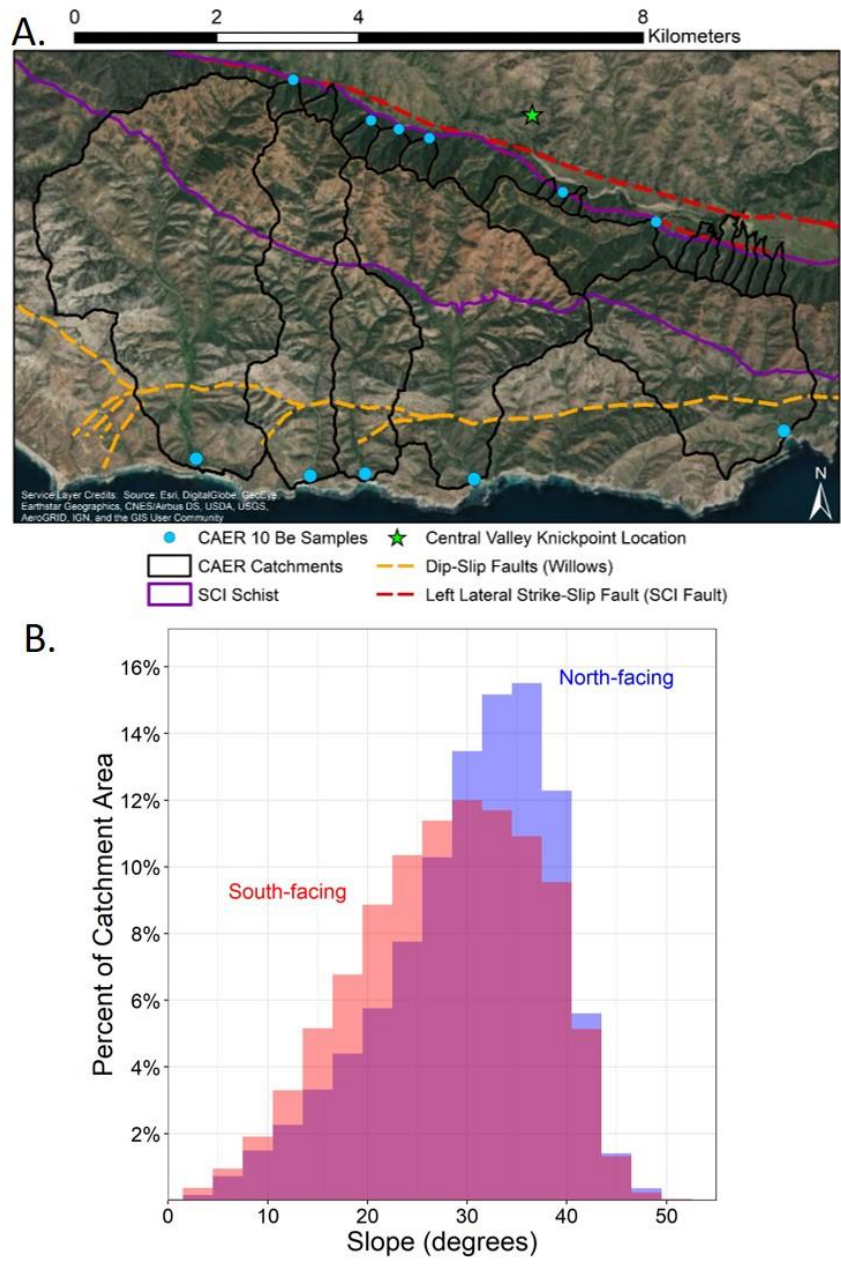 A.
0 2 4 8 Kilometers
N
Service Layer Credits: Source: Esri, DigitalGlobe, GeoEye,
Earthstar Geographics, CNES/Airbus DS, USDA, USGS,
AeroGRID, IGN, and the GIS User Community
CAER 10 Be Samples Central Valley Knickpoint Location
CAER Catchments Dip-Slip Faults (Willows)
SCI Schist Left Lateral Strike-Slip Fault (SCI Fault)
B.
16%
North-facing
14%
12%
10%
South-facing
8%
6%
4%
2%
Percent of Catchment Area
0 10 20 30 40 50
Slope (degrees)